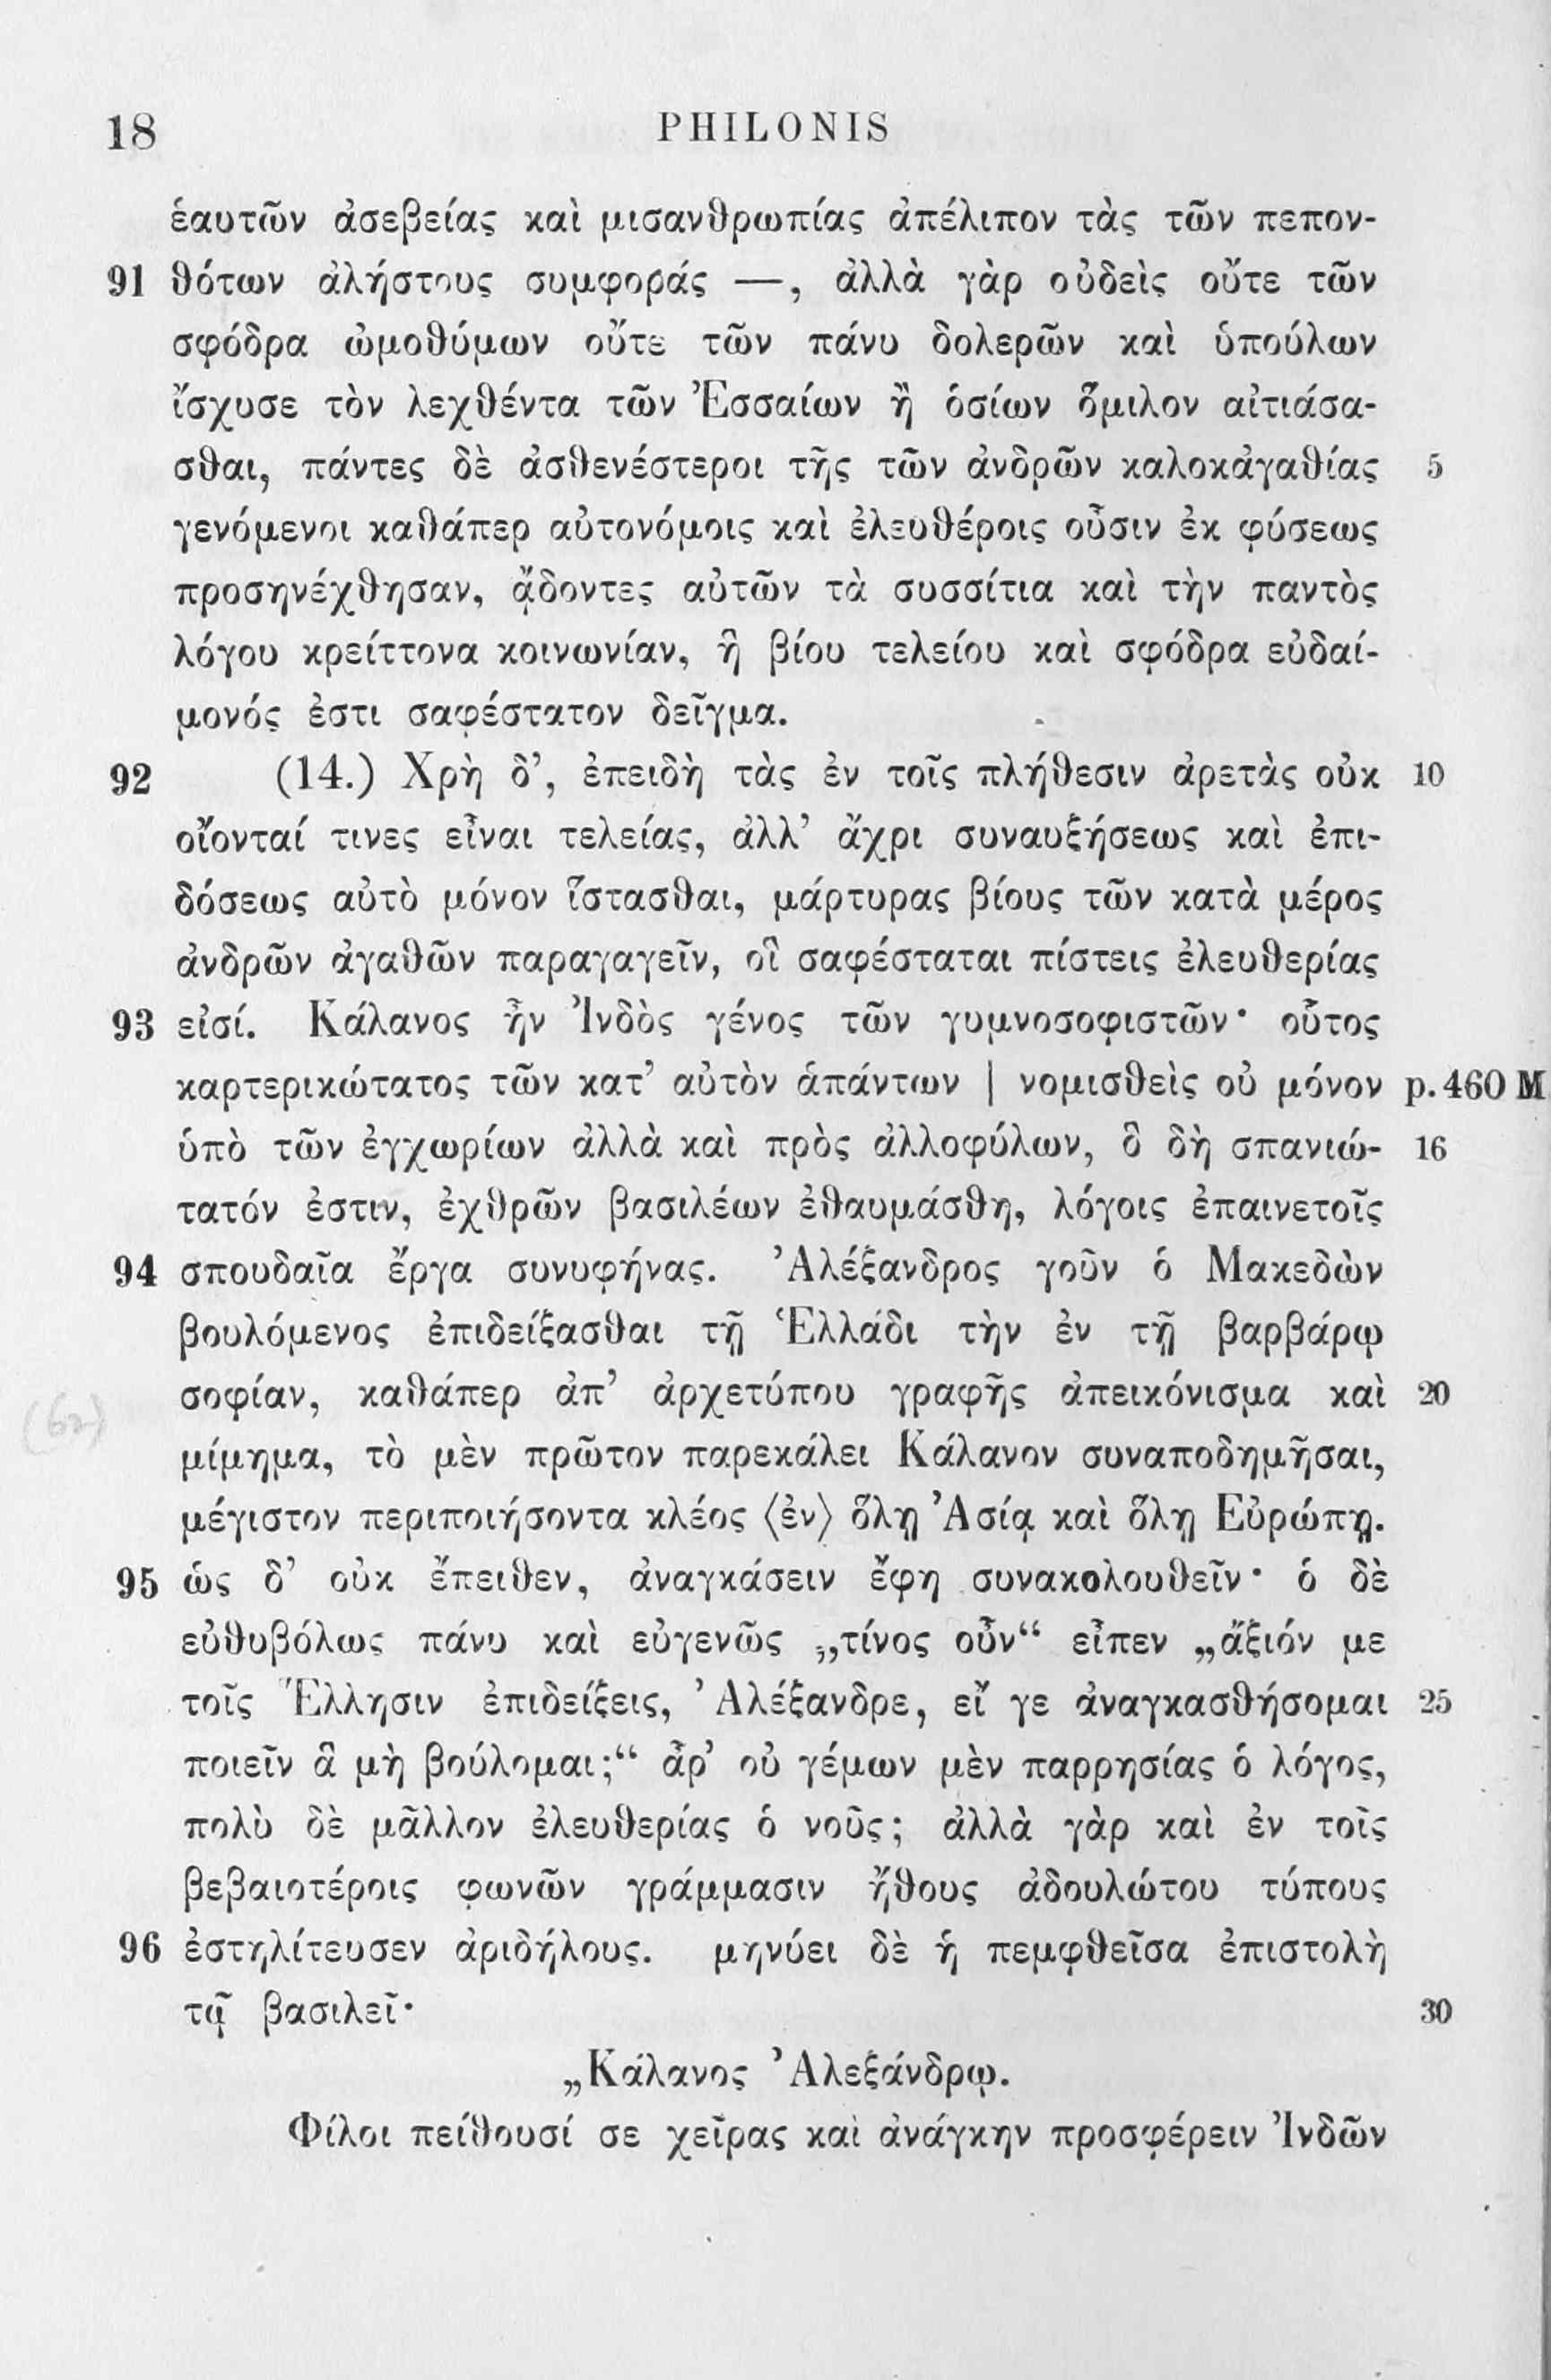 18 PHILONIS
ἑαυτῶν ἀσεβείας καὶ μισανθρωπίας ἀπέλιπον τὰς τῶν πεπον-
91 θότων ἀλήστους συμφοράς —, ἀλλὰ γὰρ οὐδεὶς οὔτε τῶν
σφόδρα ὠμοθύμων οὔτε τῶν πάνυ δολερῶν καὶ ὑπούλων
ἴσχυσε τὸν λεχθέντα τῶν Ἐσσαίων ἢ ὁσίων ὅμιλον αἰτιάσα-
σθαι, πάντες δὲ ἀσθενέστεροι τῆς τῶν ἀνδρῶν καλοκἀγαθίας 5
γενόμενοι καθάπερ αὐτονόμοις καὶ ἐλευθέροις οὖσιν ἐκ φύσεως
προσηνέχθησαν, ᾄδοντες αὐτῶν τὰ συσσίτια καὶ τὴν παντὸς
λόγου κρείττονα κοινωνίαν, ἣ βίου τελείου καὶ σφόδρα εὐδαί-
μονός ἐστι σαφέστατον δεῖγμα.
92 (14.) Χρὴ δ’, ἐπειδὴ τὰς ἐν τοῖς πλήθεσιν ἀρετὰς οὐκ 10
οἴονταί τινες εἶναι τελείας, ἀλλ’ ἄχρι συναυξήσεως καὶ ἐπι-
δόσεως αὐτὸ μόνον ἵστασθαι, μάρτυρας βίους τῶν κατὰ μέρος
ἀνδρῶν ἀγαθῶν παραγαγεῖν, οἳ σαφέσταται πίστεις ἐλευθερίας
93 εἰσί. Κάλανος ἦν Ἰνδὸς γένος τῶν γυμνοσοφιστῶν· οὗτος
καρτερικώτατος τῶν κατ’ αὐτὸν ἁπάντων | νομισθεὶς οὐ μόνον p. 460 M
ὑπὸ τῶν ἐγχωρίων ἀλλὰ καὶ πρὸς ἀλλοφύλων, ὃ δὴ σπανιώ- 16
τατόν ἐστιν, ἐχθρῶν βασιλέων ἐθαυμάσθη, λόγοις ἐπαινετοῖς
94 σπουδαῖα ἔργα συνυφήνας. Ἀλέξανδρος γοῦν ὁ Μακεδὼν
βουλόμενος ἐπιδείξασθαι τῇ Ἑλλάδι τὴν ἐν τῇ βαρβάρῳ
σοφίαν, καθάπερ ἀπ’ ἀρχετύπου γραφῆς ἀπεικόνισμα καὶ 20
μίμημα, τὸ μὲν πρῶτον παρεκάλει Κάλανον συναποδημῆσαι,
μέγιστον περιποιήσοντα κλέος ⟨ἐν⟩ ὅλῃ Ἀσίᾳ καὶ ὅλῃ Εὐρώπῃ.
95 ὡς δ’ οὐκ ἔπειθεν, ἀναγκάσειν ἔφη συνακολουθεῖν· ὁ δὲ
εὐθυβόλως πάνυ καὶ εὐγενῶς „τίνος οὖν“ εἶπεν „ἄξιόν με
τοῖς Ἕλλησιν ἐπιδείξεις, Ἀλέξανδρε, εἴ γε ἀναγκασθήσομαι 25
ποιεῖν ἃ μὴ βούλομαι;“ ἆρ’ οὐ γέμων μὲν παρρησίας ὁ λόγος,
πολὺ δὲ μᾶλλον ἐλευθερίας ὁ νοῦς; ἀλλὰ γὰρ καὶ ἐν τοῖς
βεβαιοτέροις φωνῶν γράμμασιν ἤθους ἀδουλώτου τύπους
96 ἐστηλίτευσεν ἀριδήλους. μηνύει δὲ ἡ πεμφθεῖσα ἐπιστολὴ
τῷ βασιλεῖ· 30
„Κάλανος Ἀλεξάνδρῳ.
Φίλοι πείθουσί σε χεῖρας καὶ ἀνάγκην προσφέρειν Ἰνδῶν